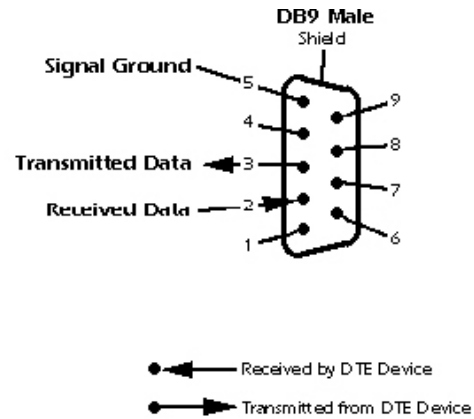 DB9 Male
Shield
Signal Ground
5
9
4
8
Transmitted Data
3
7
Received Data
2
6
1
Received by DTE Device
Transmitted from DTE Device